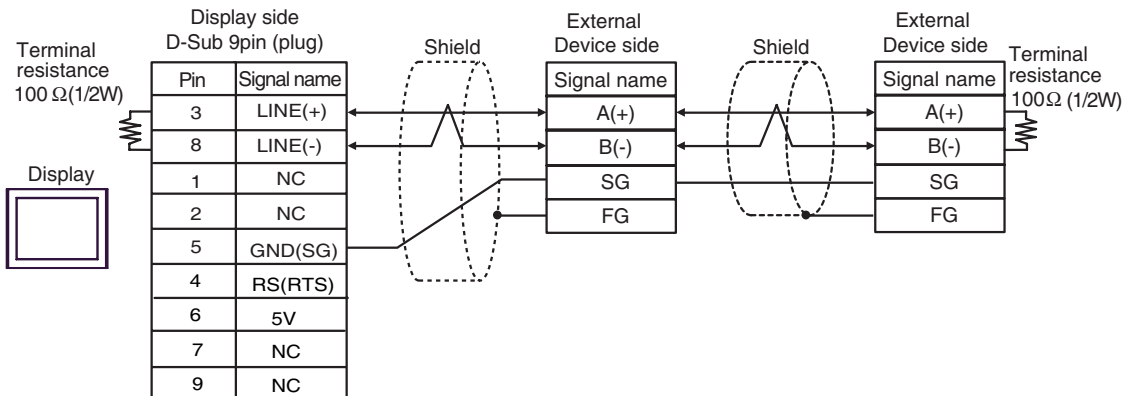 Display side
D-Sub 9pin (plug)
Terminal
resistance
100 Ω(1/2W)
Display
Pin Signal name
3 LINE(+)
8 LINE(-)
1 NC
2 NC
5 GND(SG)
4 RS(RTS)
6 5V
7 NC
9 NC
Shield
External
Device side
Signal name
A(+)
B(-)
SG
FG
Shield
External
Device side
Signal name
A(+)
B(-)
SG
FG
Terminal
resistance
100Ω (1/2W)